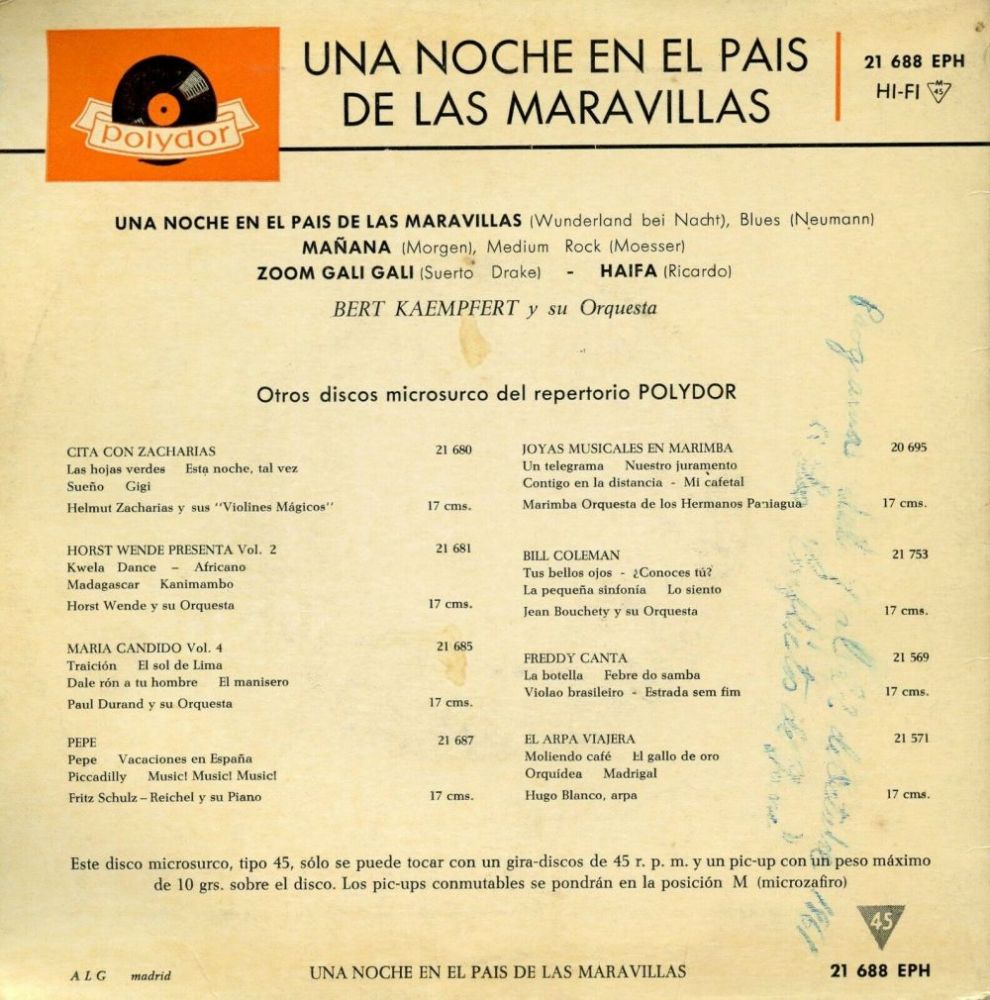 polydor
UNA NOCHE EN EL PAIS
DE LAS MARAVILLAS
21 688 EPH
HI-FI M 45
UNA NOCHE EN EL PAIS DE LAS MARAVILLAS (Wunderland bei Nacht), Blues (Neumann)
MAÑANA (Morgen), Medium Rock (Moesser)
ZOOM GALI GALI (Suerto Drake) - HAIFA (Ricardo)
BERT KAEMPFERT y su Orquesta
Otros discos microsurco del repertorio POLYDOR
CITA CON ZACHARIAS 21 680
Las hojas verdes Esta noche, tal vez
Sueño Gigi
Helmut Zacharias y sus "Violines Mágicos" 17 cms.
HORST WENDE PRESENTA Vol. 2 21 681
Kwela Dance – Africano
Madagascar Kanimambo
Horst Wende y su Orquesta 17 cms.
MARIA CANDIDO Vol. 4 21 685
Traición El sol de Lima
Dale rón a tu hombre El manisero
Paul Durand y su Orquesta 17 cms.
PEPE 21 687
Pepe Vacaciones en España
Piccadilly Music! Music! Music!
Fritz Schulz – Reichel y su Piano 17 cms.
JOYAS MUSICALES EN MARIMBA 20 695
Un telegrama Nuestro juramento
Contigo en la distancia - Mi cafetal
Marimba Orquesta de los Hermanos Paniagua 17 cms.
BILL COLEMAN 21 753
Tus bellos ojos - ¿Conoces tú?
La pequeña sinfonía Lo siento
Jean Bouchety y su Orquesta 17 cms.
FREDDY CANTA 21 569
La botella Febre do samba
Violao brasileiro - Estrada sem fim 17 cms.
EL ARPA VIAJERA 21 571
Moliendo café El gallo de oro
Orquídea Madrigal
Hugo Blanco, arpa 17 cms.
Este disco microsurco, tipo 45, sólo se puede tocar con un gira-discos de 45 r. p. m. y un pic-up con un peso máximo
de 10 grs. sobre el disco. Los pic-ups conmutables se pondrán en la posición M (microzafiro)
45
A L G madrid
UNA NOCHE EN EL PAIS DE LAS MARAVILLAS
21 688 EPH